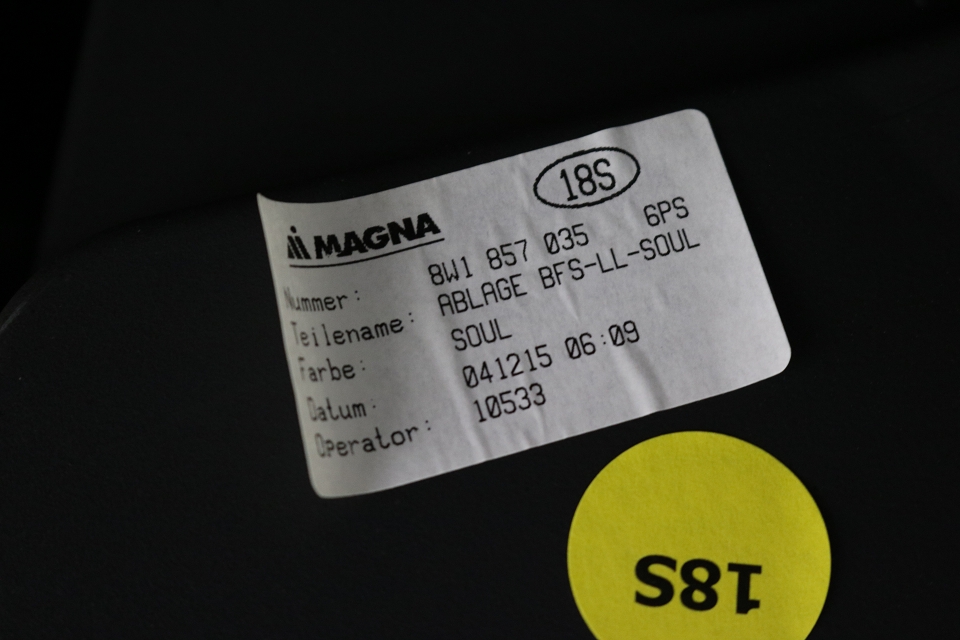 18S
MAGNA
Nummer: 8W1 857 035 6PS
Teilename: ABLAGE BFS-LL-SOUL
Farbe: SOUL
Datum: 041215 06:09
Operator: 10533
18S